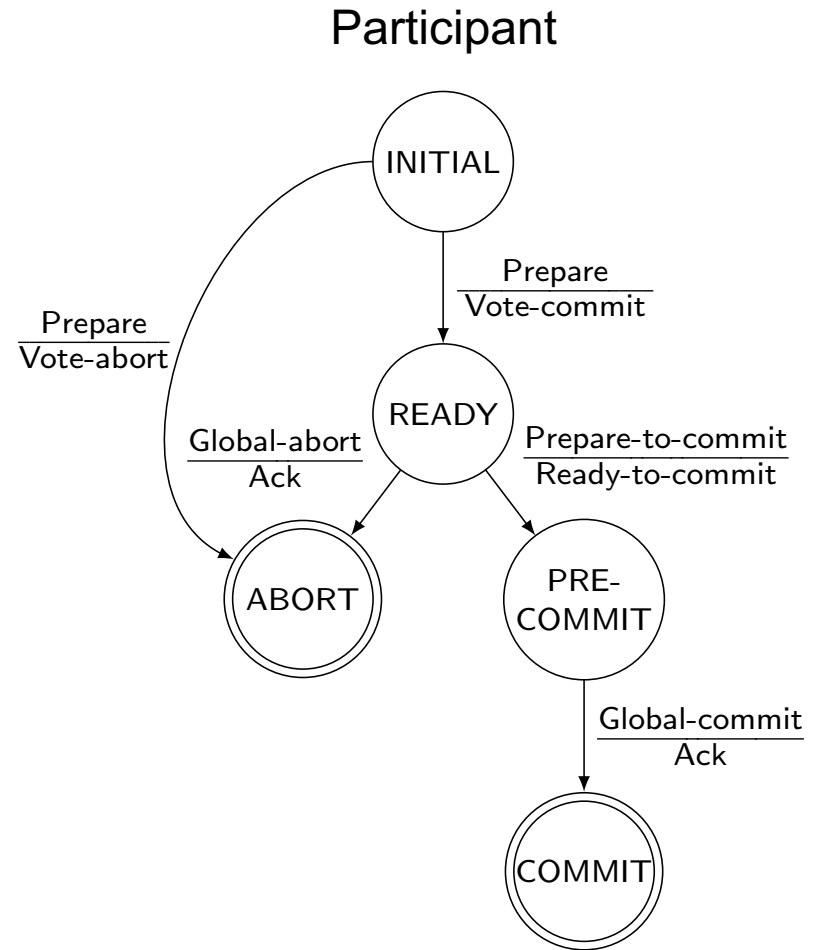 Participant
INITIAL
Prepare
Vote-commit
Prepare
Vote-abort
READY
Global-abort
Ack
Prepare-to-commit
Ready-to-commit
ABORT
PRE-
COMMIT
Global-commit
Ack
COMMIT